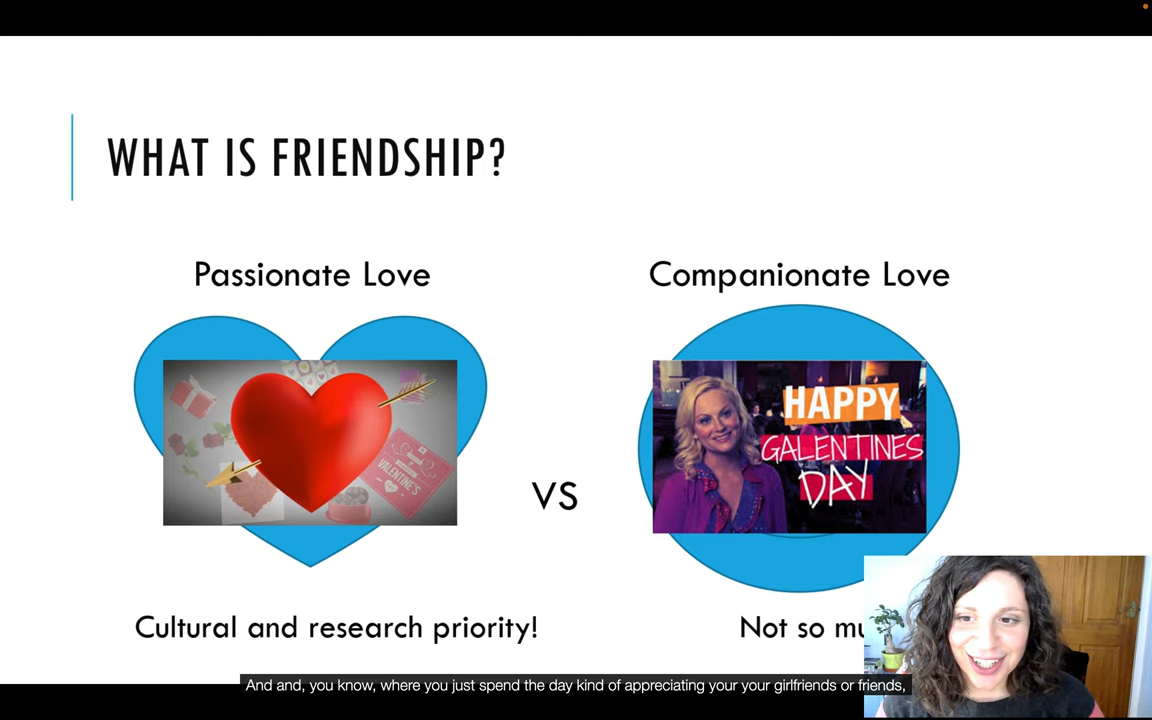 WHAT IS FRIENDSHIP?
Passionate Love
Companionate Love
VALENTINE'S
HAPPY
GALENTINES
DAY
VS
Cultural and research priority!
Not so mu
And and, you know, where you just spend the day kind of appreciating your your girlfriends or friends,